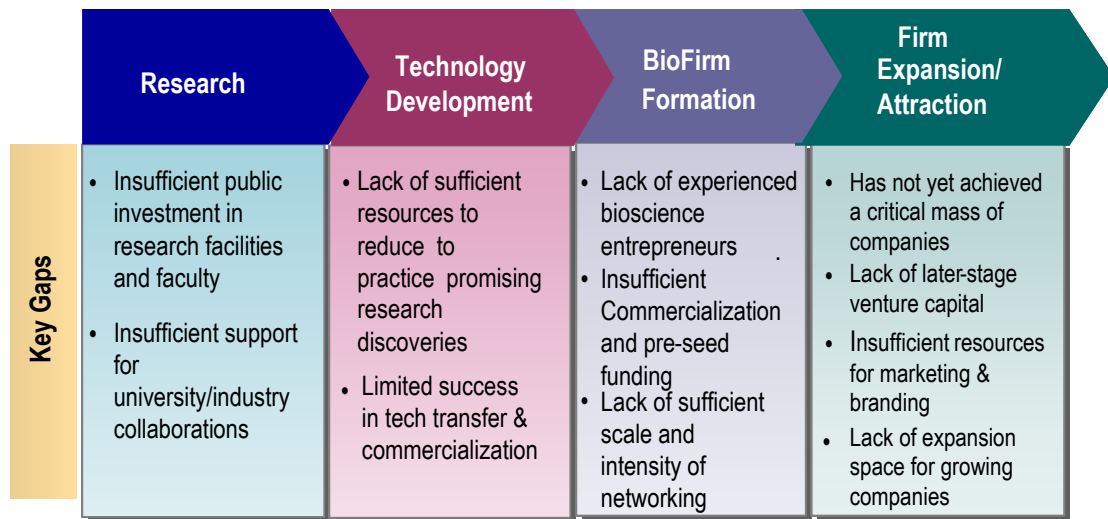 Research
Technology
Development
BioFirm
Formation
Firm
Expansion/
Attraction
Key Gaps
• Insufficient public
investment in
research facilities
and faculty
• Insufficient support
for
university/industry
collaborations
• Lack of sufficient
resources to
reduce to
practice promising
research
discoveries
• Limited success
in tech transfer &
commercialization
• Lack of experienced
bioscience
entrepreneurs .
• Insufficient
Commercialization
and pre-seed
funding
• Lack of sufficient
scale and
intensity of
networking
• Has not yet achieved
a critical mass of
companies
• Lack of later-stage
venture capital
• Insufficient resources
for marketing &
branding
• Lack of expansion
space for growing
companies